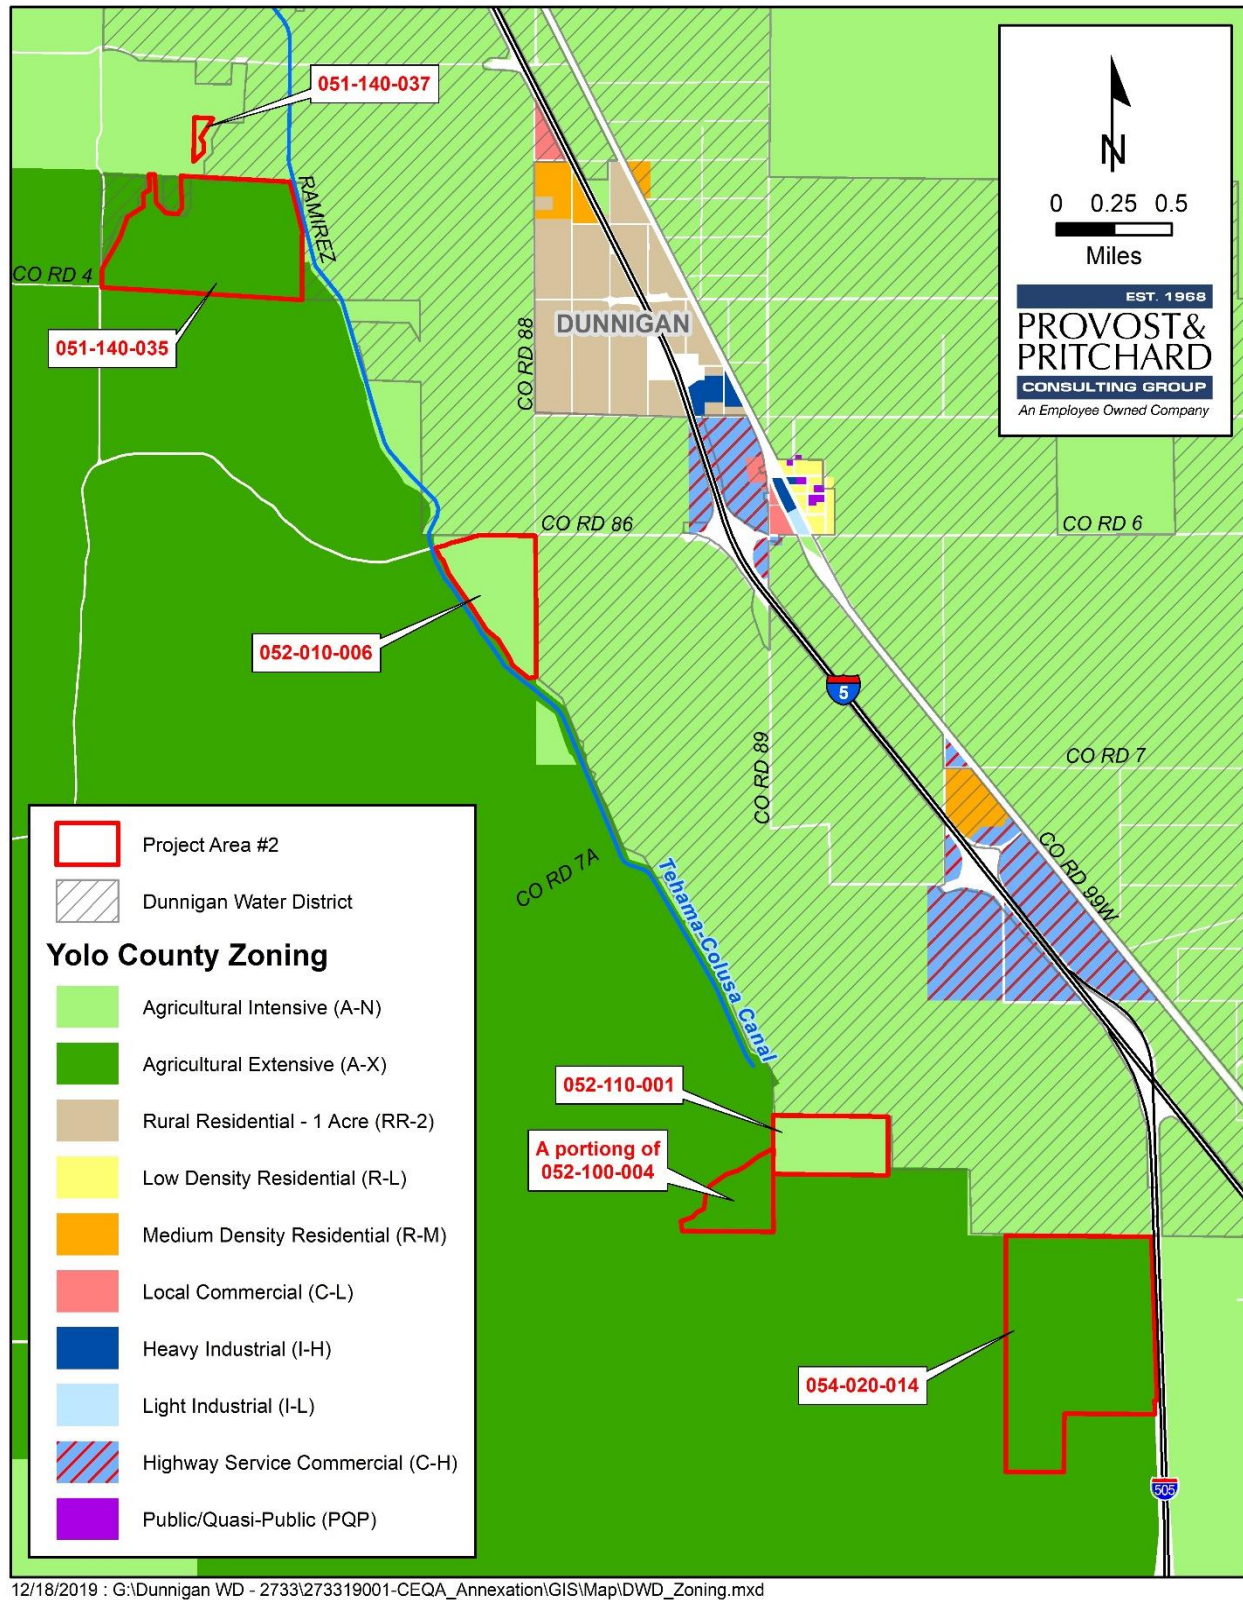 051-140-037
N
0 0.25 0.5
Miles
EST. 1968
PROVOST&
PRITCHARD
CONSULTING GROUP
An Employee Owned Company
RAMIREZ
CO RD 4
051-140-035
CO RD 88
DUNNIGAN
CO RD 86
CO RD 6
052-010-006
5
CO RD 89
CO RD 7
CO RD 99W
CO RD 7A
Tehama-Colusa Canal
052-110-001
A portiong of
052-100-004
054-020-014
505
Project Area #2
Dunnigan Water District
Yolo County Zoning
Agricultural Intensive (A-N)
Agricultural Extensive (A-X)
Rural Residential - 1 Acre (RR-2)
Low Density Residential (R-L)
Medium Density Residential (R-M)
Local Commercial (C-L)
Heavy Industrial (I-H)
Light Industrial (I-L)
Highway Service Commercial (C-H)
Public/Quasi-Public (PQP)
12/18/2019 : G:\Dunnigan WD - 2733\273319001-CEQA_Annexation\GIS\Map\DWD_Zoning.mxd